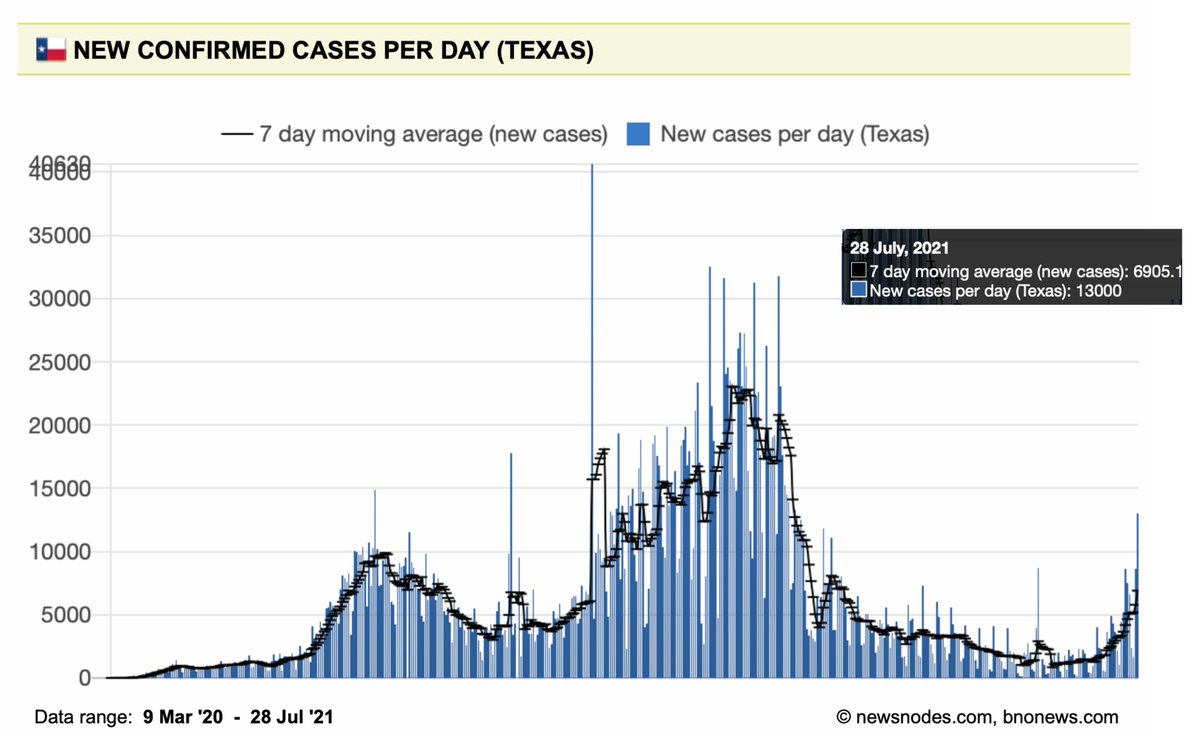 NEW CONFIRMED CASES PER DAY (TEXAS)
7 day moving average (new cases) New cases per day (Texas)
40630
40000
35000
30000
25000
20000
15000
10000
5000
0
28 July, 2021
7 day moving average (new cases): 6905.1
New cases per day (Texas): 13000
Data range: 9 Mar '20 - 28 Jul '21
© newsnodes.com, bnonews.com